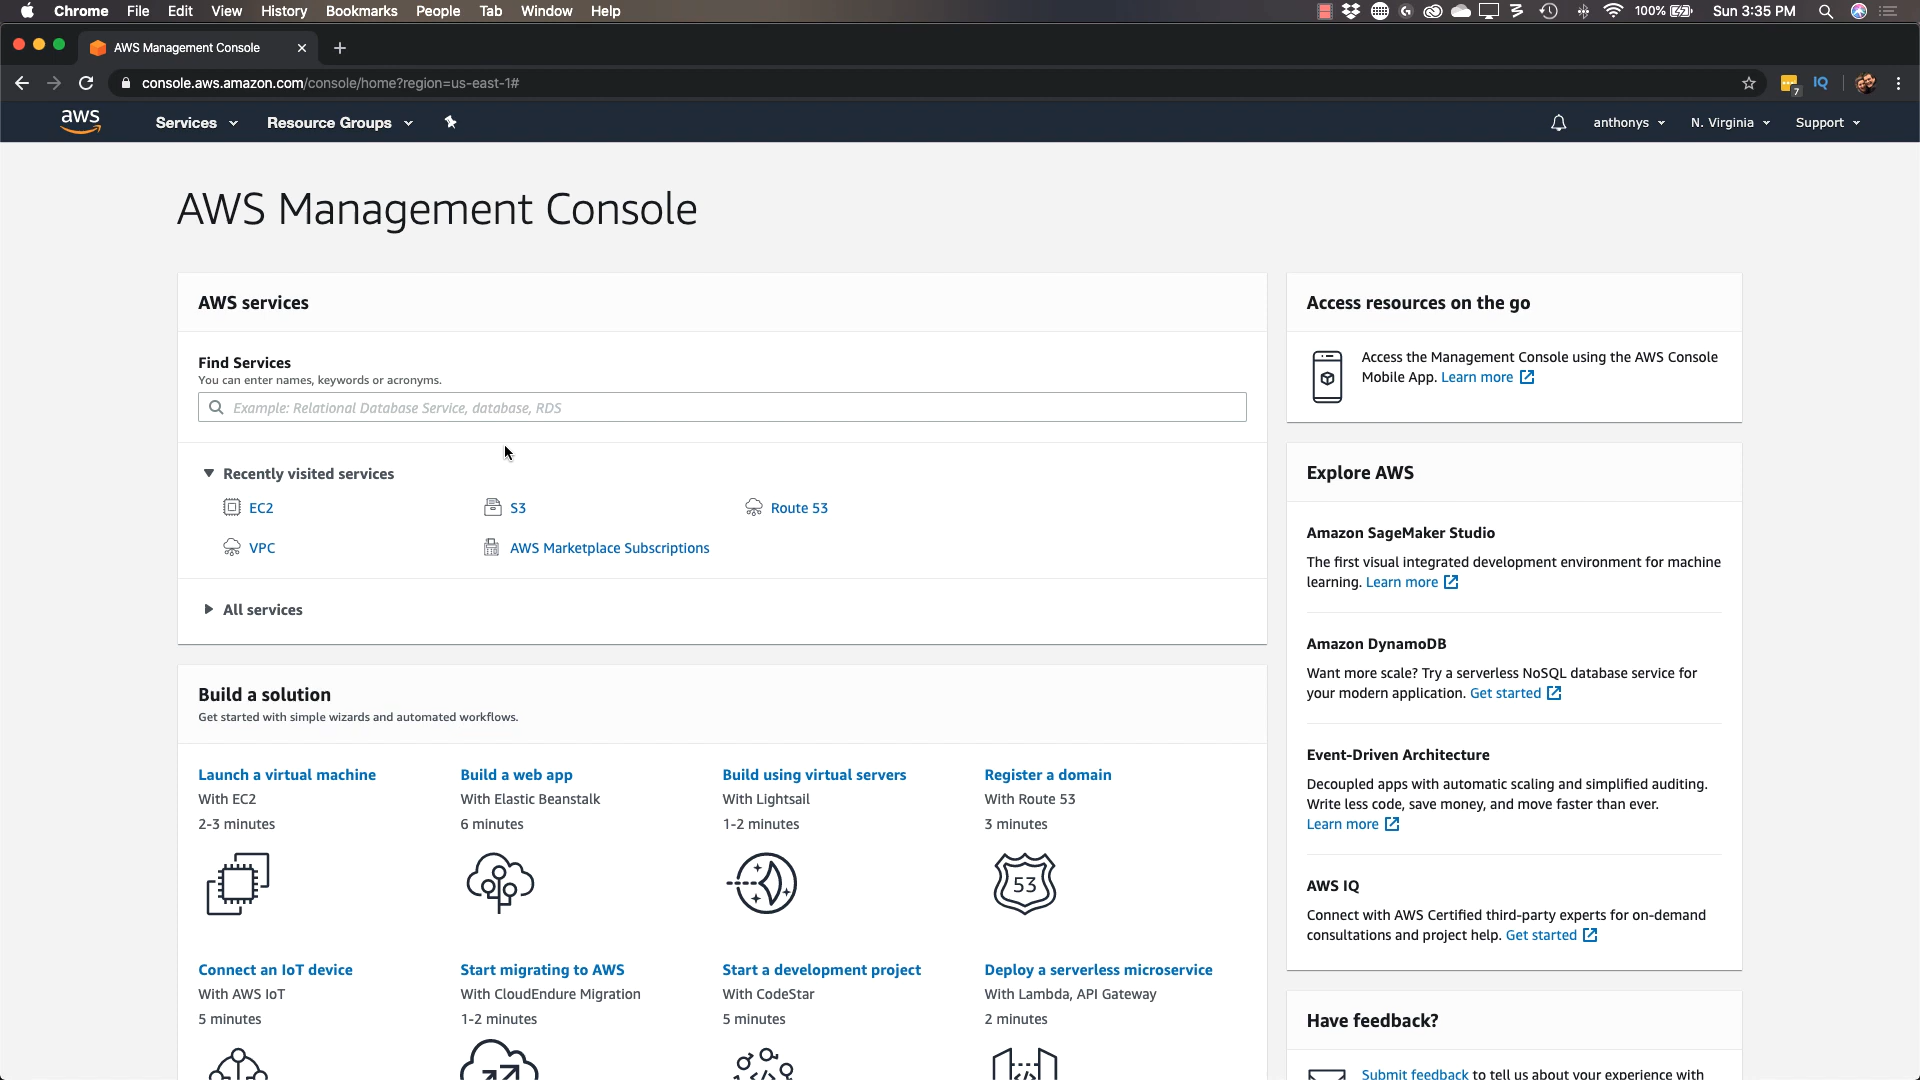 Chrome File Edit View History Bookmarks People Tab Window Help
100% Sun 3:35 PM
AWS Management Console
console.aws.amazon.com/console/home?region=us-east-1#
7
IQ
aws
Services
Resource Groups
anthonys
N. Virginia
Support
AWS Management Console
AWS services
Find Services
You can enter names, keywords or acronyms.
Example: Relational Database Service, database, RDS
Recently visited services
EC2
S3
Route 53
VPC
AWS Marketplace Subscriptions
All services
Build a solution
Get started with simple wizards and automated workflows.
Launch a virtual machine
With EC2
2-3 minutes
Build a web app
With Elastic Beanstalk
6 minutes
Build using virtual servers
With Lightsail
1-2 minutes
Register a domain
With Route 53
3 minutes
53
Connect an IoT device
With AWS IoT
5 minutes
Start migrating to AWS
With CloudEndure Migration
1-2 minutes
Start a development project
With CodeStar
5 minutes
Deploy a serverless microservice
With Lambda, API Gateway
2 minutes
Access resources on the go
Access the Management Console using the AWS Console
Mobile App. Learn more
Explore AWS
Amazon SageMaker Studio
The first visual integrated development environment for machine
learning. Learn more
Amazon DynamoDB
Want more scale? Try a serverless NoSQL database service for
your modern application. Get started
Event-Driven Architecture
Decoupled apps with automatic scaling and simplified auditing.
Write less code, save money, and move faster than ever.
Learn more
AWS IQ
Connect with AWS Certified third-party experts for on-demand
consultations and project help. Get started
Have feedback?
Submit feedback to tell us about your experience with